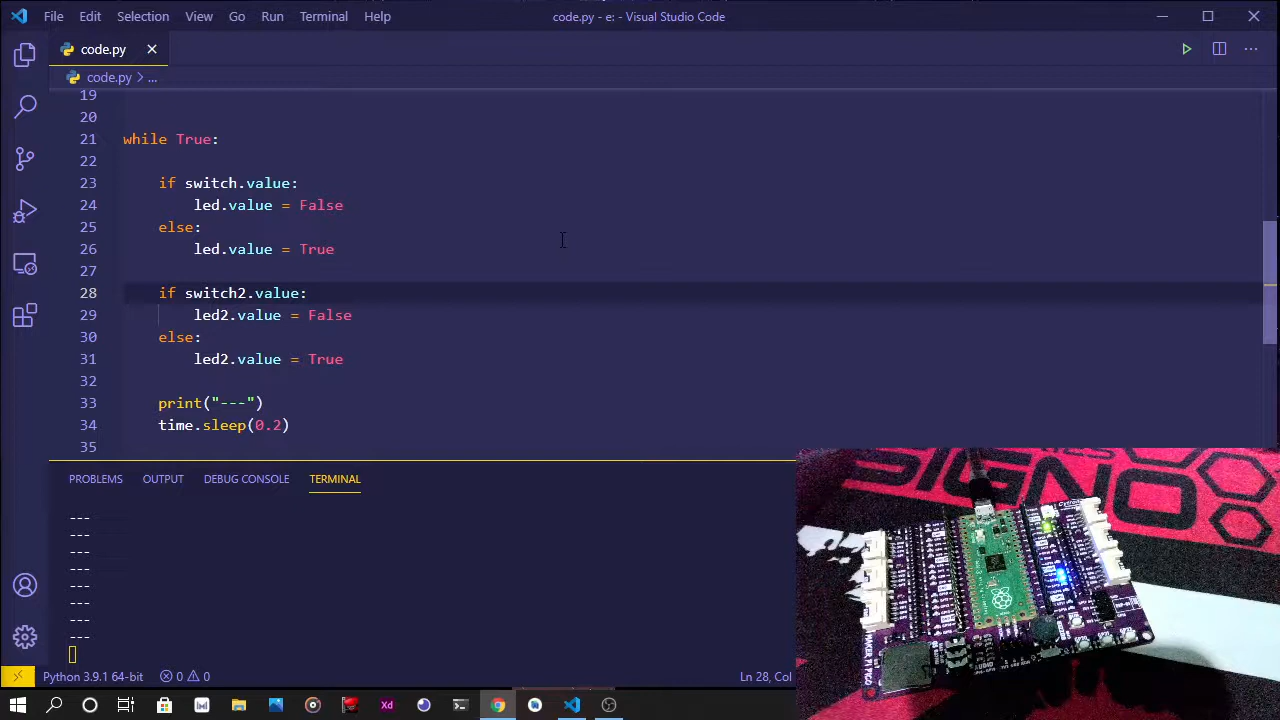 File Edit Selection View Go Run Terminal Help code.py - e: - Visual Studio Code
code.py
code.py > ...
19
20
21 while True:
22
23 if switch.value:
24 led.value = False
25 else:
26 led.value = True
27
28 if switch2.value:
29 led2.value = False
30 else:
31 led2.value = True
32
33 print("---")
34 time.sleep(0.2)
35
PROBLEMS OUTPUT DEBUG CONSOLE TERMINAL
---
---
---
---
---
---
---
---
SIGNO
Python 3.9.1 64-bit 0 0 Ln 28, Col
Xd